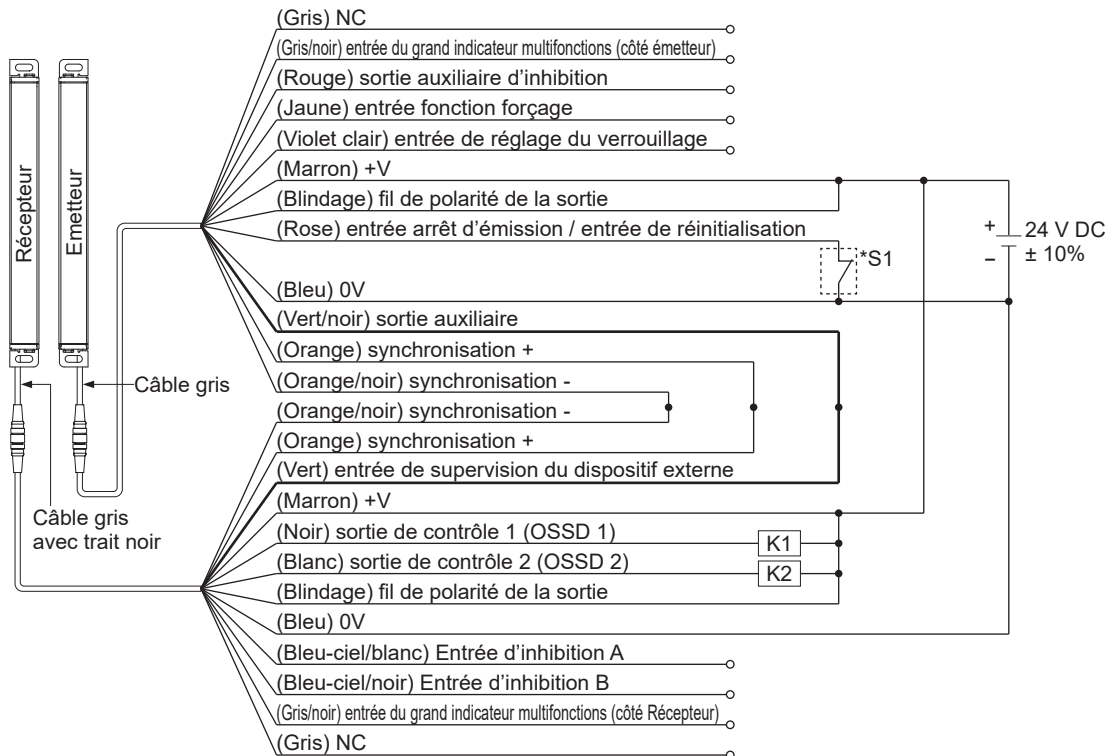 (Gris) NC
(Gris/noir) entrée du grand indicateur multifonctions (côté émetteur)
(Rouge) sortie auxiliaire d’inhibition
(Jaune) entrée fonction forçage
(Violet clair) entrée de réglage du verrouillage
(Marron) +V
(Blindage) fil de polarité de la sortie
(Rose) entrée arrêt d’émission / entrée de réinitialisation
+
–
24 V DC
± 10%
*S1
(Bleu) 0V
(Vert/noir) sortie auxiliaire
(Orange) synchronisation +
(Orange/noir) synchronisation -
(Orange/noir) synchronisation -
(Orange) synchronisation +
(Vert) entrée de supervision du dispositif externe
(Marron) +V
(Noir) sortie de contrôle 1 (OSSD 1)
K1
(Blanc) sortie de contrôle 2 (OSSD 2)
K2
(Blindage) fil de polarité de la sortie
(Bleu) 0V
(Bleu-ciel/blanc) Entrée d’inhibition A
(Bleu-ciel/noir) Entrée d’inhibition B
(Gris/noir) entrée du grand indicateur multifonctions (côté Récepteur)
(Gris) NC
Récepteur
Emetteur
Câble gris
Câble gris
avec trait noir